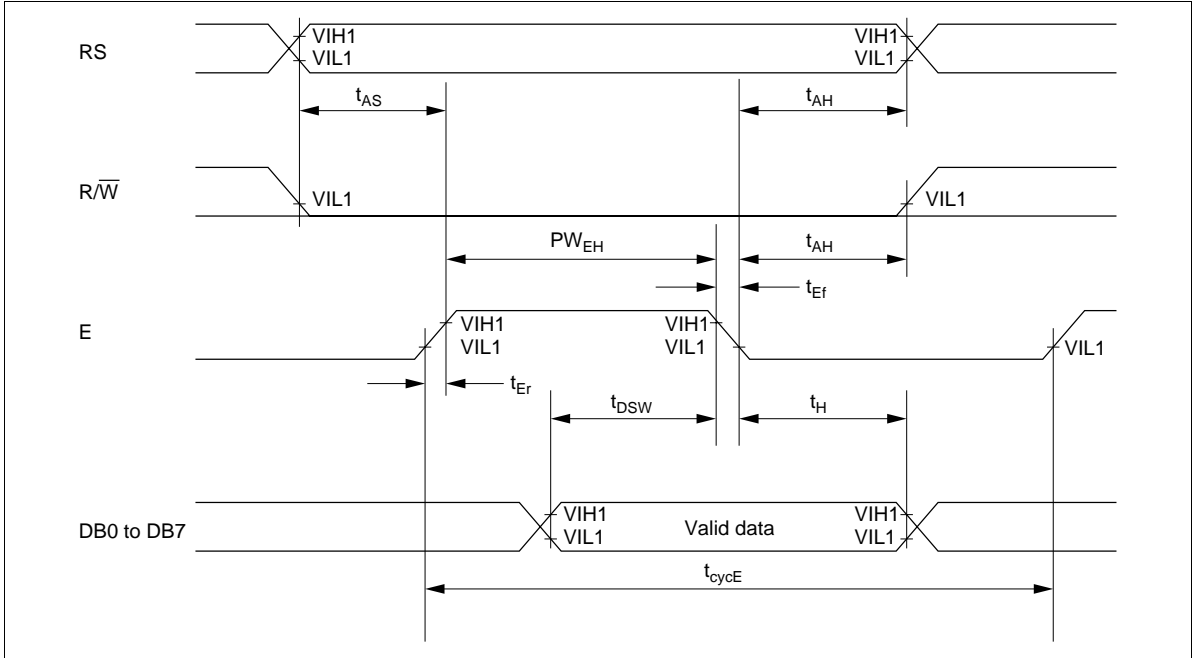 RS
VIH1
VIL1
VIH1
VIL1
tAS
tAH
R/W̅
VIL1
VIL1
PWEH
tAH
tEf
E
VIH1
VIL1
VIH1
VIL1
VIL1
tEr
tDSW
tH
DB0 to DB7
VIH1
VIL1
Valid data
VIH1
VIL1
tcycE